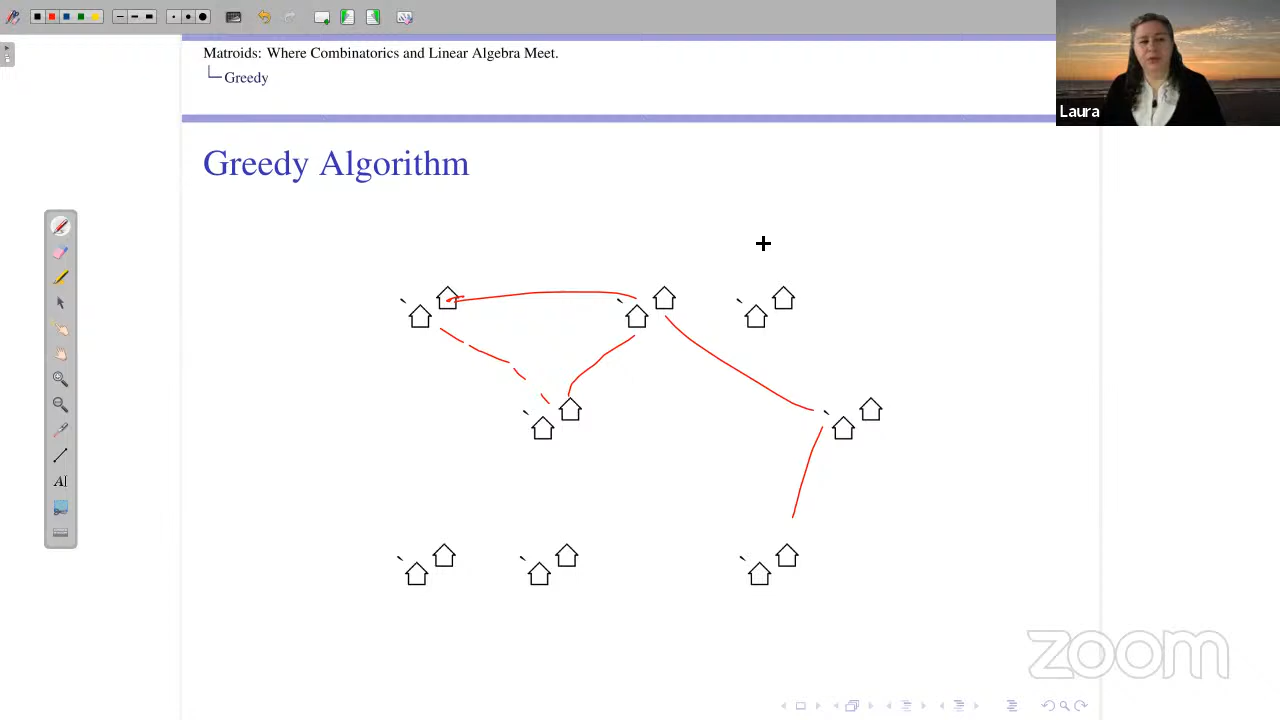 Matroids: Where Combinatorics and Linear Algebra Meet.
Greedy
Laura
Greedy Algorithm
A
zoom